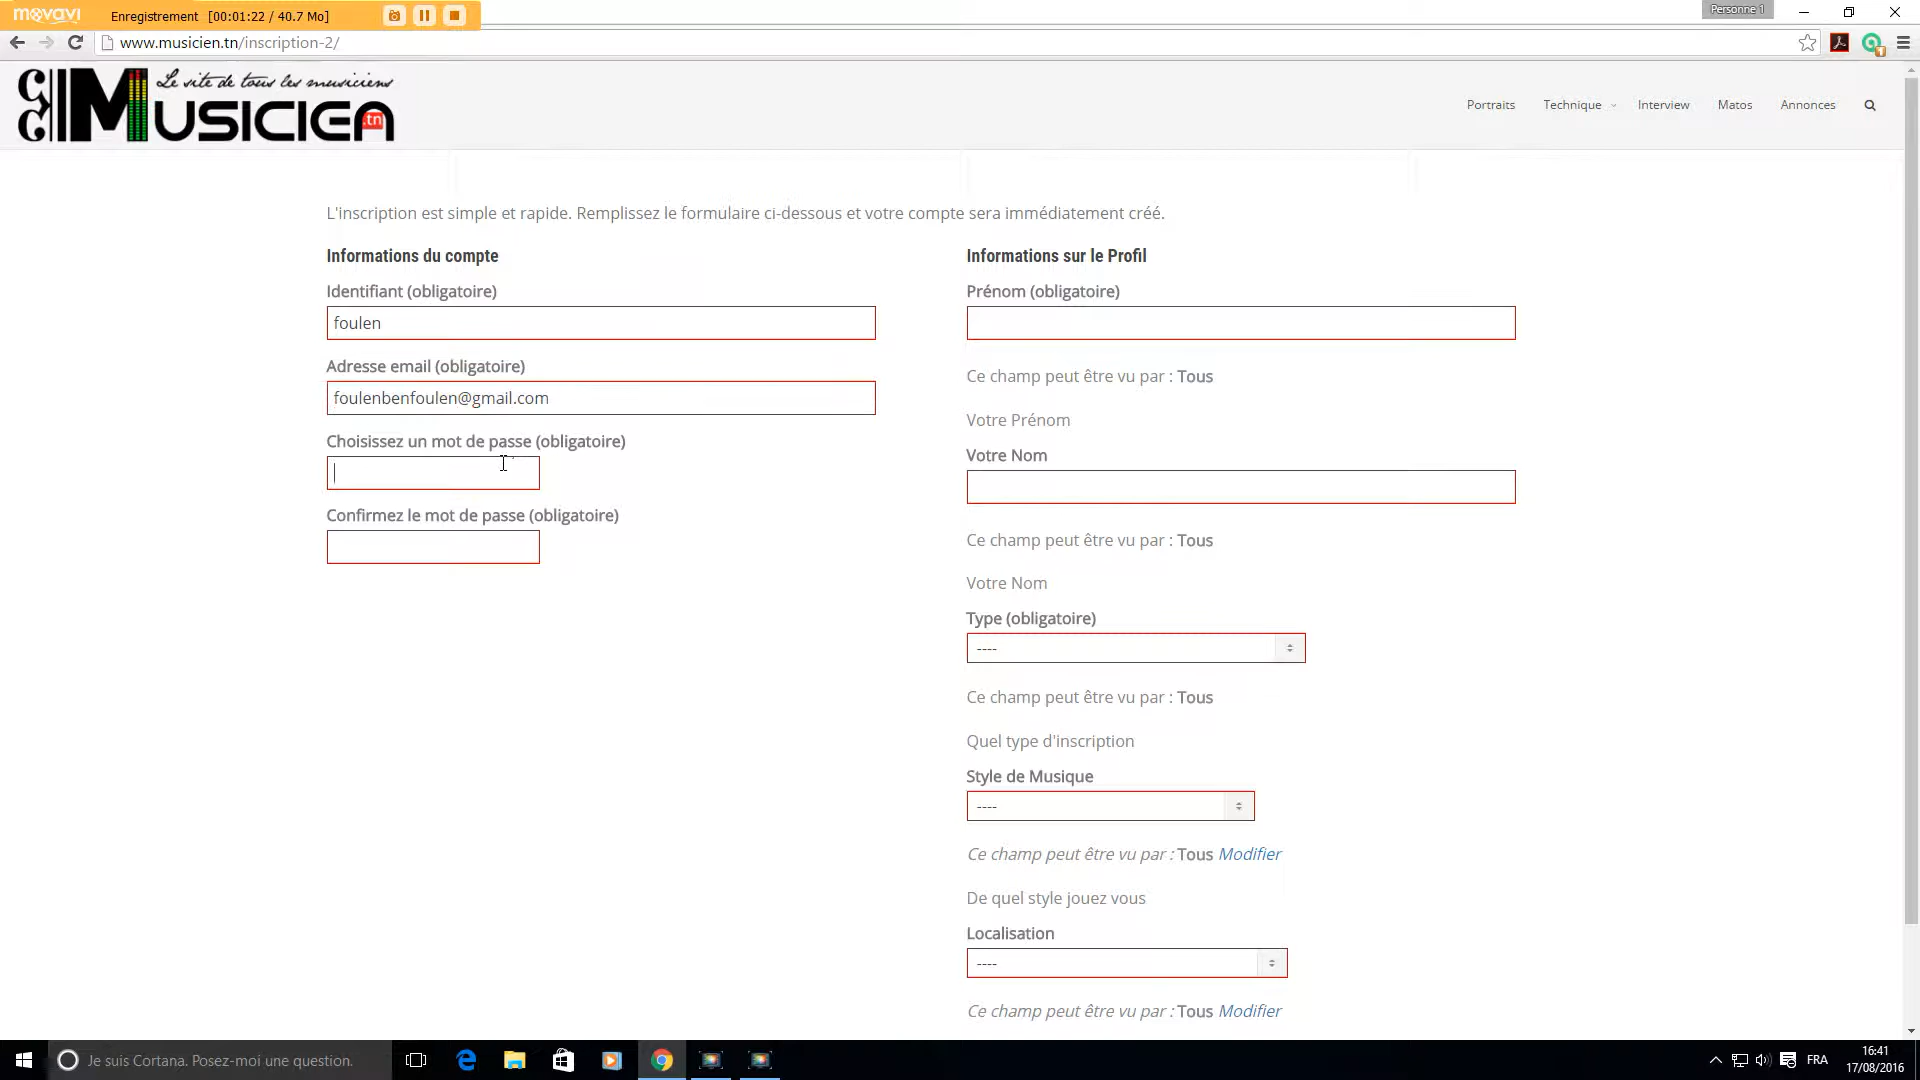 movavi Enregistrement [00:01:22 / 40.7 Mo]
Personne 1
www.musicien.tn/inscription-2/
Le site de tous les musiciens
Musicien .tn
Portraits Technique Interview Matos Annonces
L'inscription est simple et rapide. Remplissez le formulaire ci-dessous et votre compte sera immédiatement créé.
Informations du compte
Identifiant (obligatoire)
foulen
Adresse email (obligatoire)
foulenbenfoulen@gmail.com
Choisissez un mot de passe (obligatoire)
Confirmez le mot de passe (obligatoire)
Informations sur le Profil
Prénom (obligatoire)
Ce champ peut être vu par : Tous
Votre Prénom
Votre Nom
Ce champ peut être vu par : Tous
Votre Nom
Type (obligatoire)
----
Ce champ peut être vu par : Tous
Quel type d'inscription
Style de Musique
----
Ce champ peut être vu par : Tous Modifier
De quel style jouez vous
Localisation
----
Ce champ peut être vu par : Tous Modifier
Je suis Cortana. Posez-moi une question.
FRA
16:41
17/08/2016